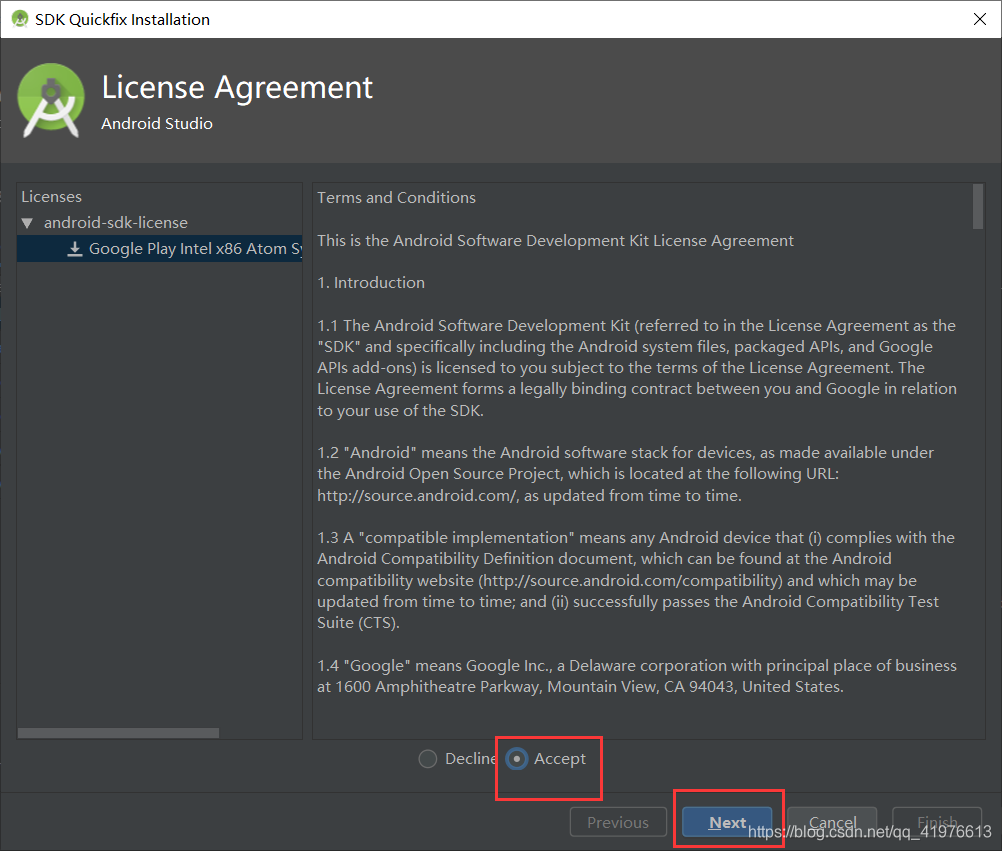 SDK Quickfix Installation
License Agreement
Android Studio
Licenses
android-sdk-license
Google Play Intel x86 Atom Sy
Terms and Conditions
This is the Android Software Development Kit License Agreement
1. Introduction
1.1 The Android Software Development Kit (referred to in the License Agreement as the
"SDK" and specifically including the Android system files, packaged APIs, and Google
APIs add-ons) is licensed to you subject to the terms of the License Agreement. The
License Agreement forms a legally binding contract between you and Google in relation
to your use of the SDK.
1.2 "Android" means the Android software stack for devices, as made available under
the Android Open Source Project, which is located at the following URL:
http://source.android.com/, as updated from time to time.
1.3 A "compatible implementation" means any Android device that (i) complies with the
Android Compatibility Definition document, which can be found at the Android
compatibility website (http://source.android.com/compatibility) and which may be
updated from time to time; and (ii) successfully passes the Android Compatibility Test
Suite (CTS).
1.4 "Google" means Google Inc., a Delaware corporation with principal place of business
at 1600 Amphitheatre Parkway, Mountain View, CA 94043, United States.
Decline Accept
Previous Next Cancel Finish
https://blog.csdn.net/qq_41976613